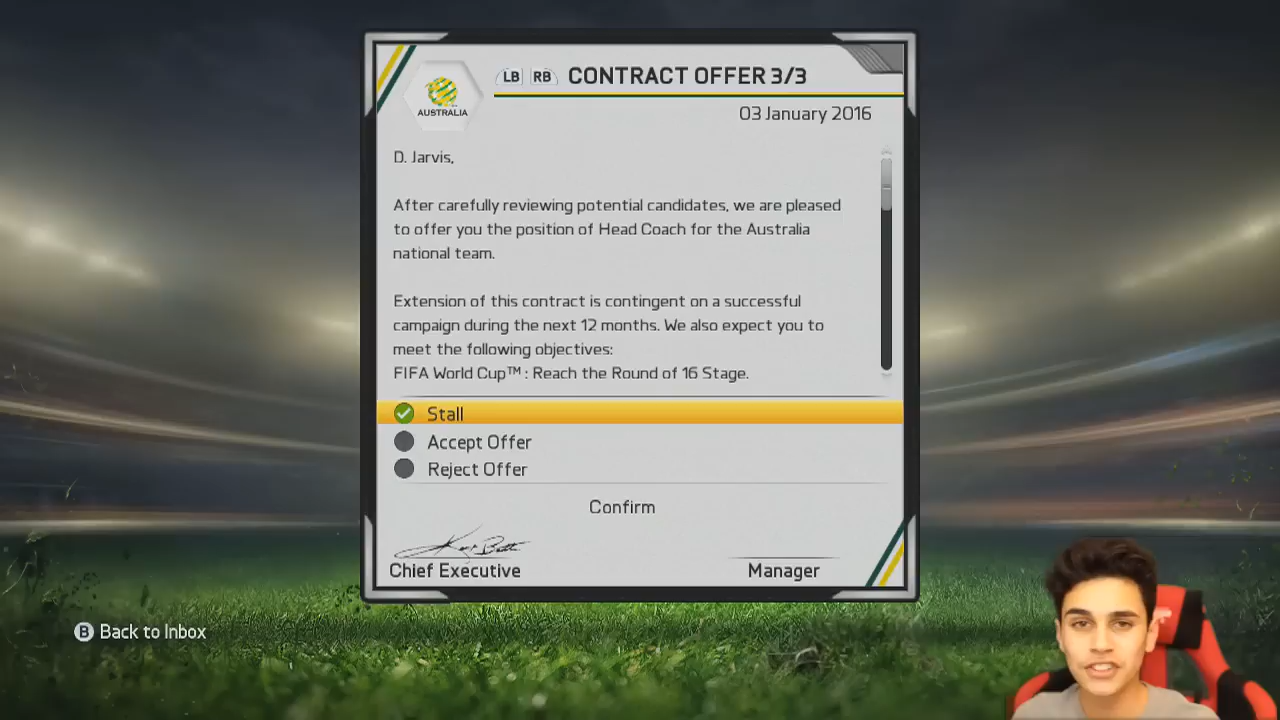 LB RB CONTRACT OFFER 3/3
AUSTRALIA
03 January 2016
D. Jarvis,
After carefully reviewing potential candidates, we are pleased
to offer you the position of Head Coach for the Australia
national team.
Extension of this contract is contingent on a successful
campaign during the next 12 months. We also expect you to
meet the following objectives:
FIFA World Cup™ : Reach the Round of 16 Stage.
Stall
Accept Offer
Reject Offer
Confirm
Chief Executive
Manager
B Back to Inbox